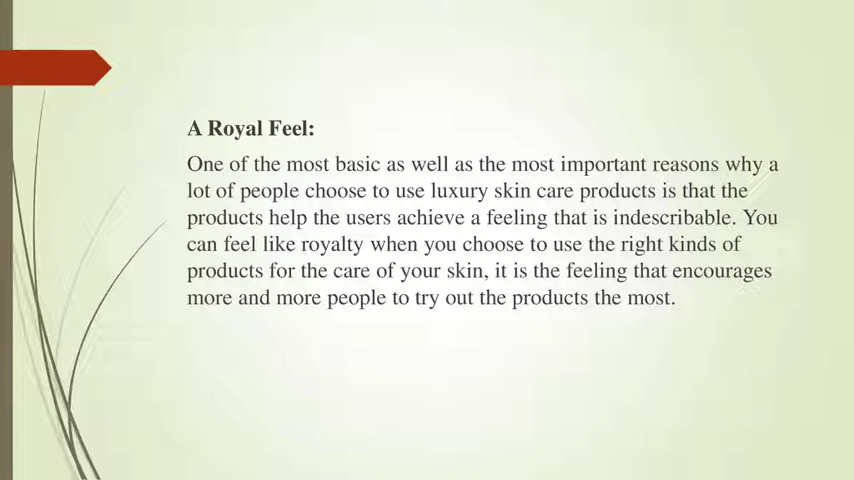 A Royal Feel:
One of the most basic as well as the most important reasons why a
lot of people choose to use luxury skin care products is that the
products help the users achieve a feeling that is indescribable. You
can feel like royalty when you choose to use the right kinds of
products for the care of your skin, it is the feeling that encourages
more and more people to try out the products the most.